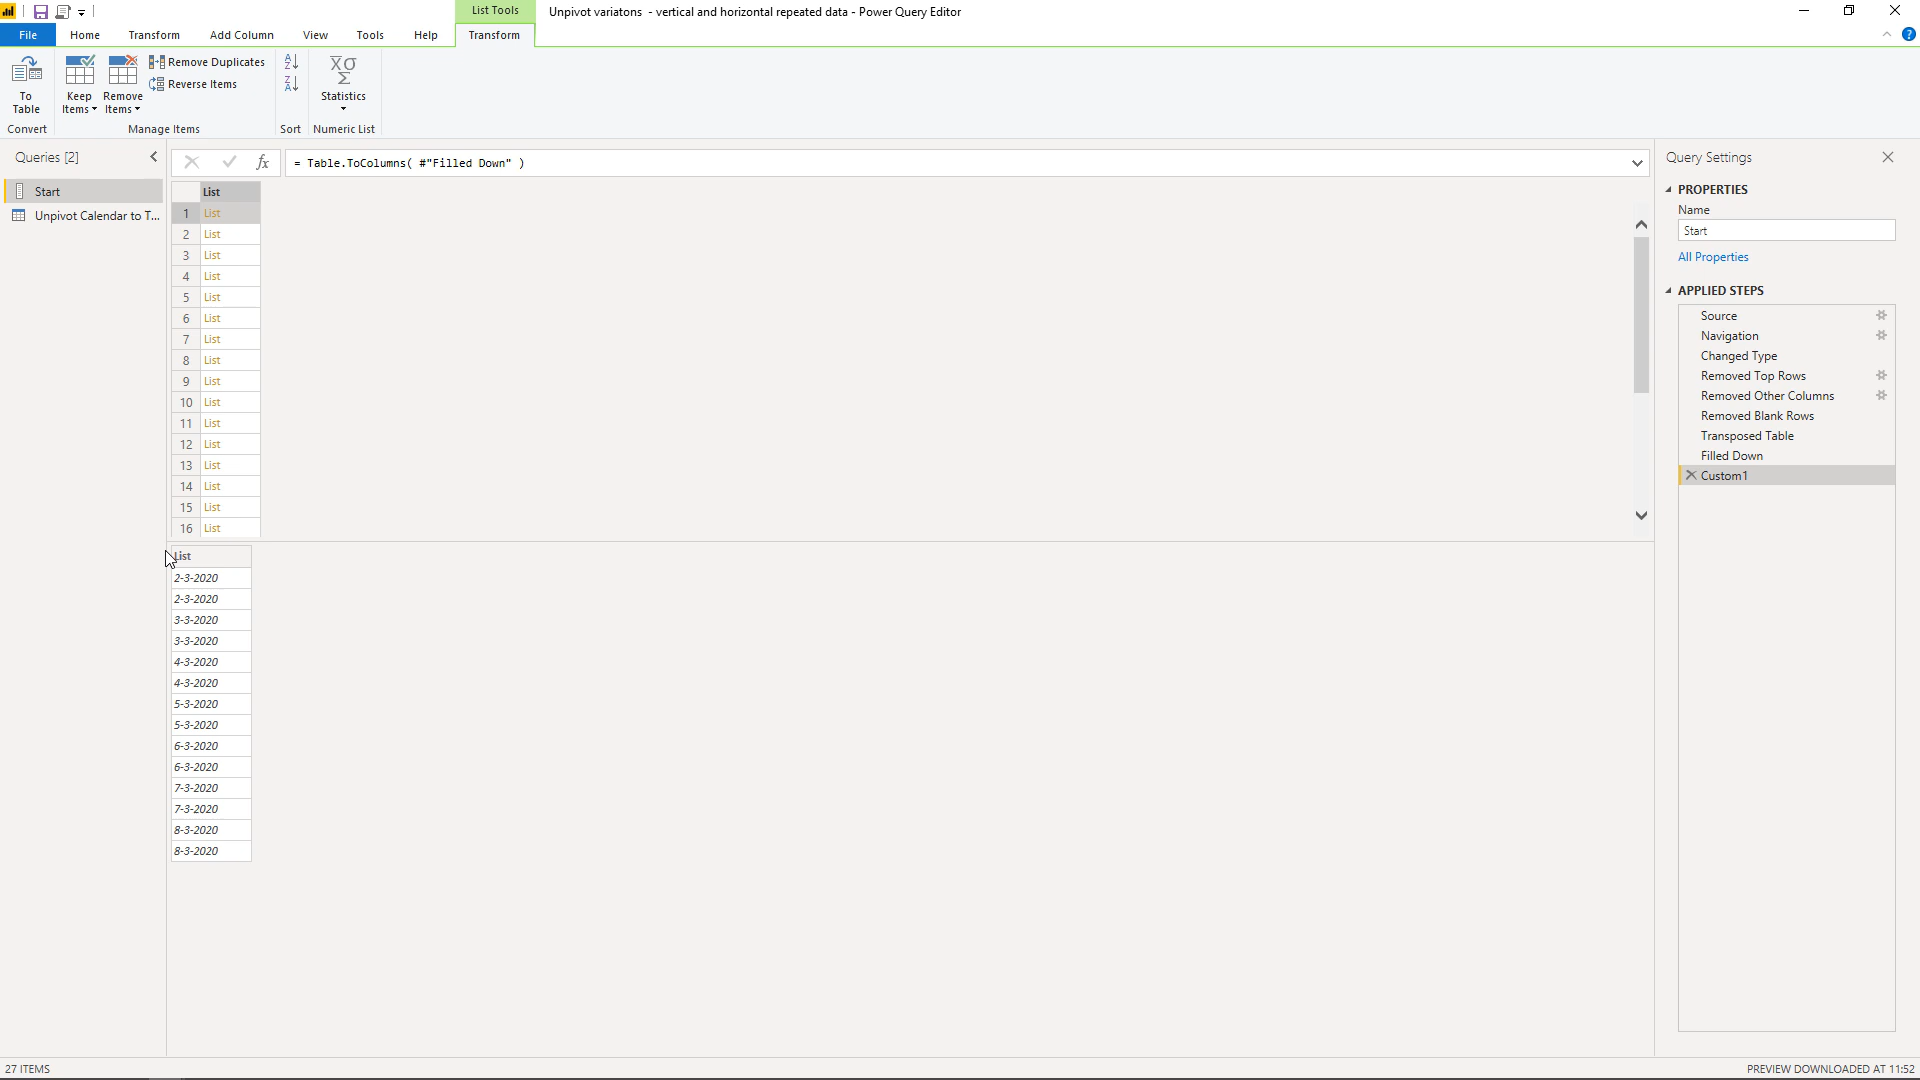 List Tools
Unpivot variatons - vertical and horizontal repeated data - Power Query Editor
File Home Transform Add Column View Tools Help Transform
To Table
Keep Items
Remove Items
Remove Duplicates
Reverse Items
Statistics
Convert Manage Items Sort Numeric List
Queries [2]
Start
Unpivot Calendar to T...
fx = Table.ToColumns( #"Filled Down" )
List
1 List
2 List
3 List
4 List
5 List
6 List
7 List
8 List
9 List
10 List
11 List
12 List
13 List
14 List
15 List
16 List
List
2-3-2020
2-3-2020
3-3-2020
3-3-2020
4-3-2020
4-3-2020
5-3-2020
5-3-2020
6-3-2020
6-3-2020
7-3-2020
7-3-2020
8-3-2020
8-3-2020
Query Settings
PROPERTIES
Name
Start
All Properties
APPLIED STEPS
Source
Navigation
Changed Type
Removed Top Rows
Removed Other Columns
Removed Blank Rows
Transposed Table
Filled Down
Custom1
27 ITEMS
PREVIEW DOWNLOADED AT 11:52